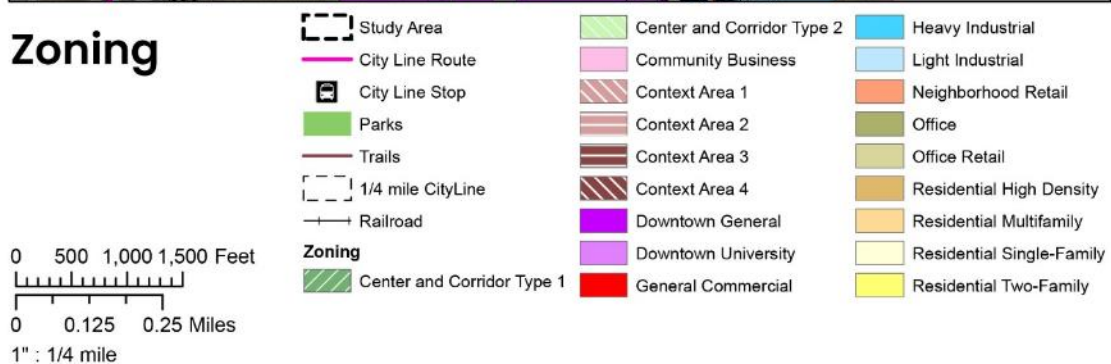 Zoning
0 500 1,000 1,500 Feet
0 0.125 0.25 Miles
1" : 1/4 mile
Study Area
City Line Route
City Line Stop
Parks
Trails
1/4 mile CityLine
Railroad
Zoning
Center and Corridor Type 1
Center and Corridor Type 2
Community Business
Context Area 1
Context Area 2
Context Area 3
Context Area 4
Downtown General
Downtown University
General Commercial
Heavy Industrial
Light Industrial
Neighborhood Retail
Office
Office Retail
Residential High Density
Residential Multifamily
Residential Single-Family
Residential Two-Family